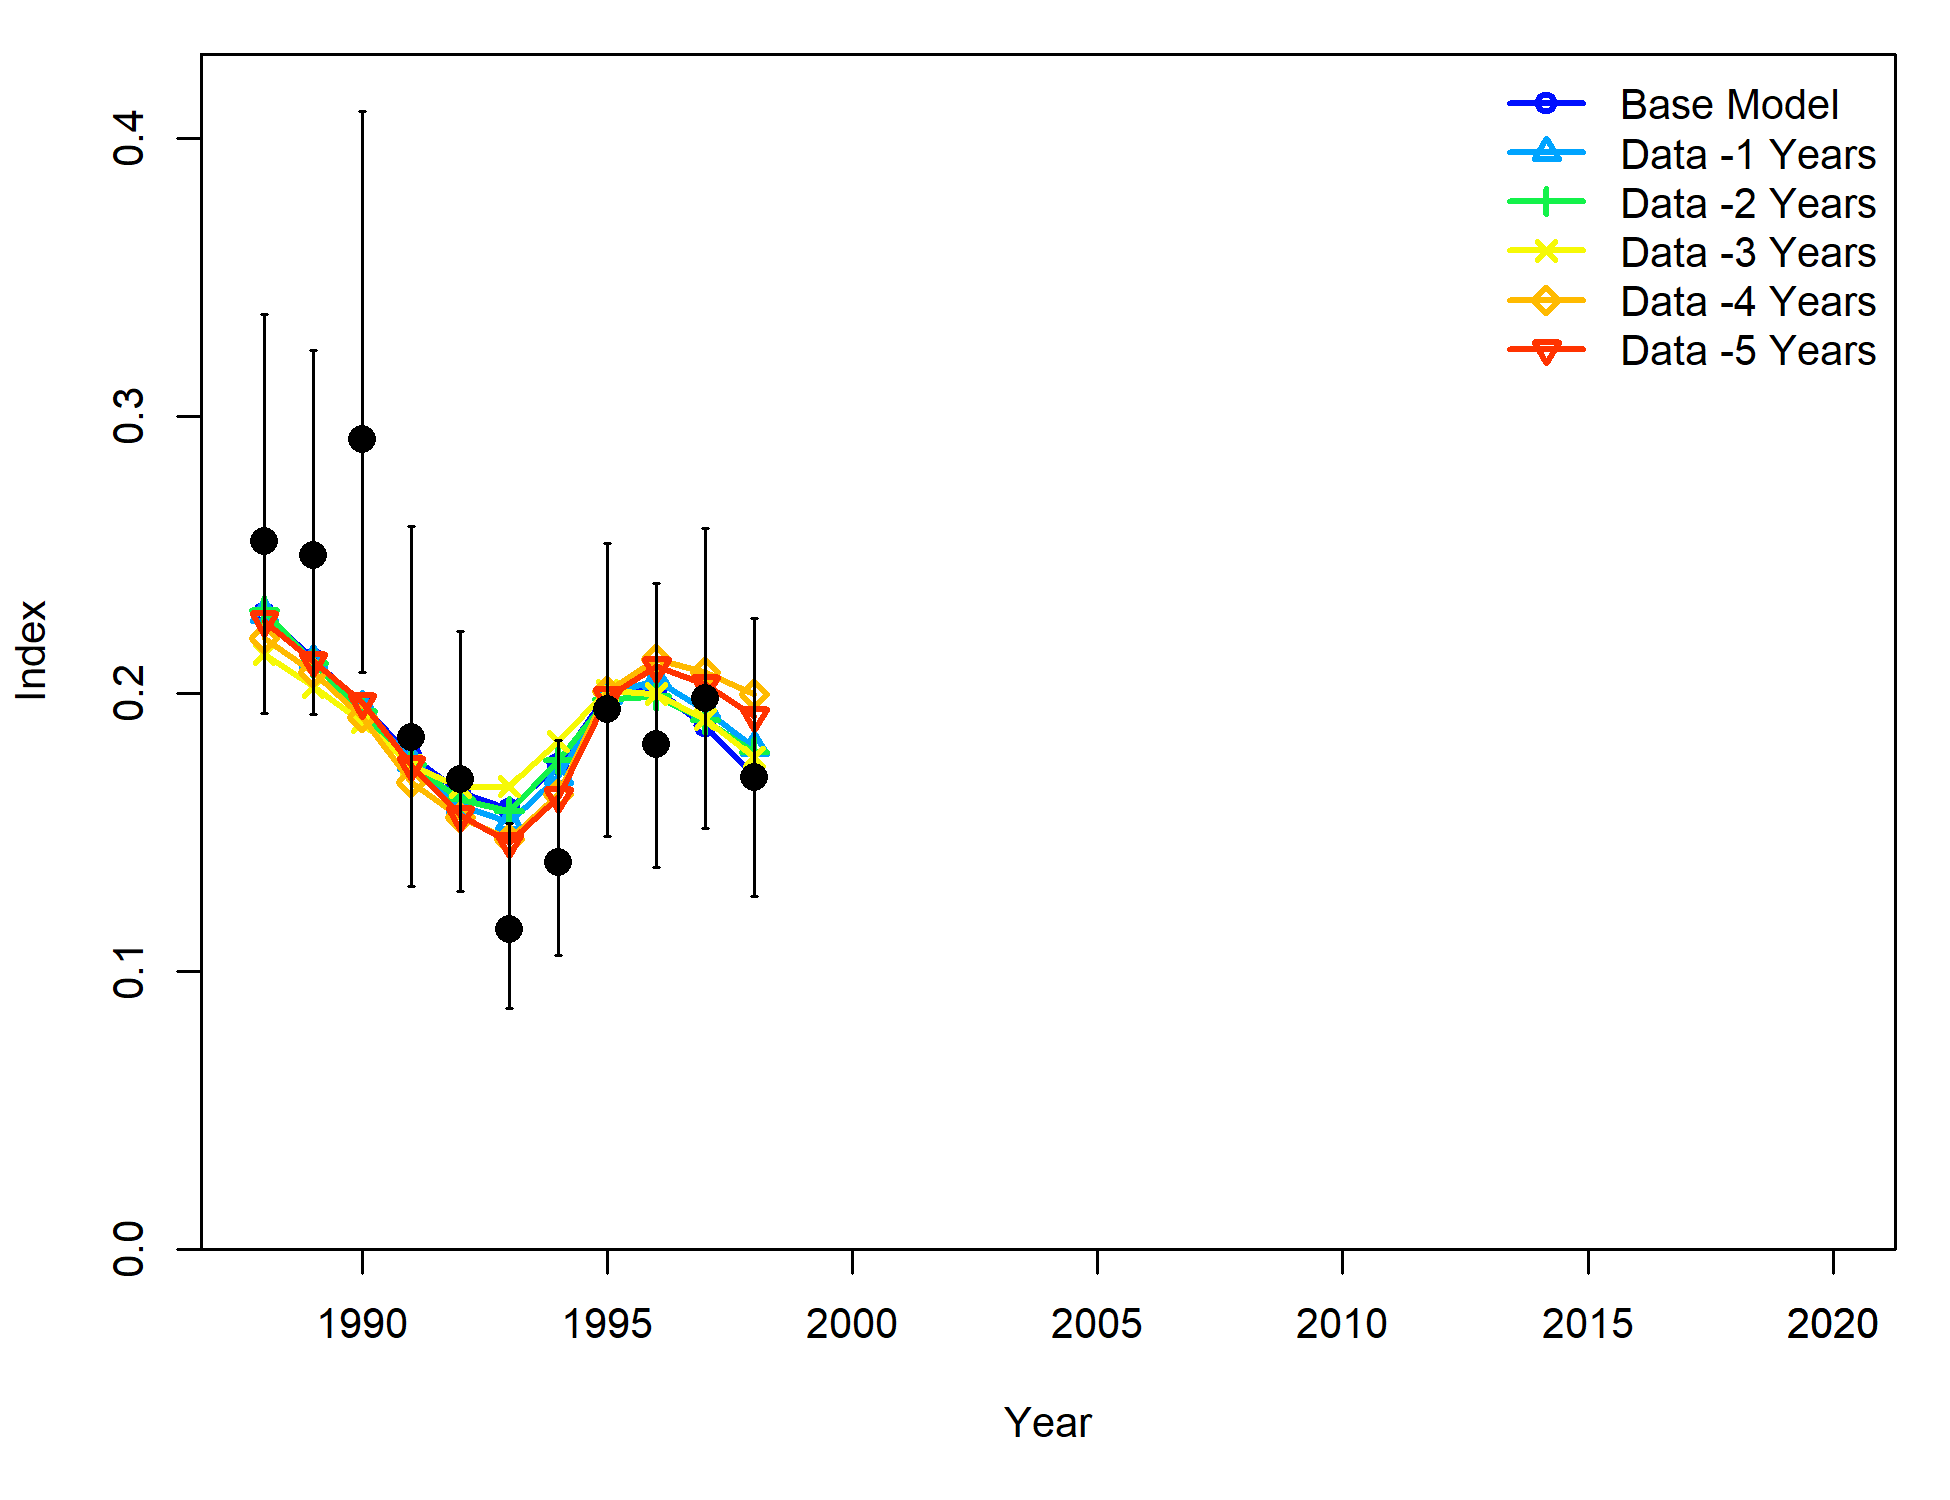 Base Model
Data -1 Years
Data -2 Years
Data -3 Years
Data -4 Years
Data -5 Years
0.4
0.3
0.2
0.1
0.0
Index
1990 1995 2000 2005 2010 2015 2020
Year